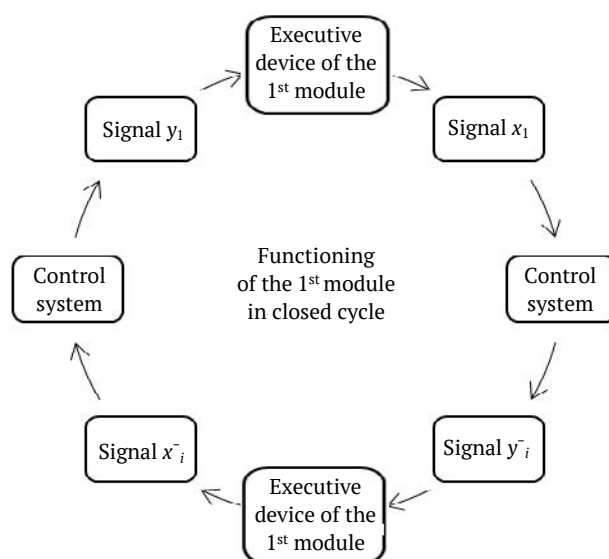 Executive
device of the
1st module
Signal y₁
Signal x₁
Control
system
Functioning
of the 1st module
in closed cycle
Control
system
Signal x⁻ᵢ
Signal y⁻ᵢ
Executive
device of the
1st module